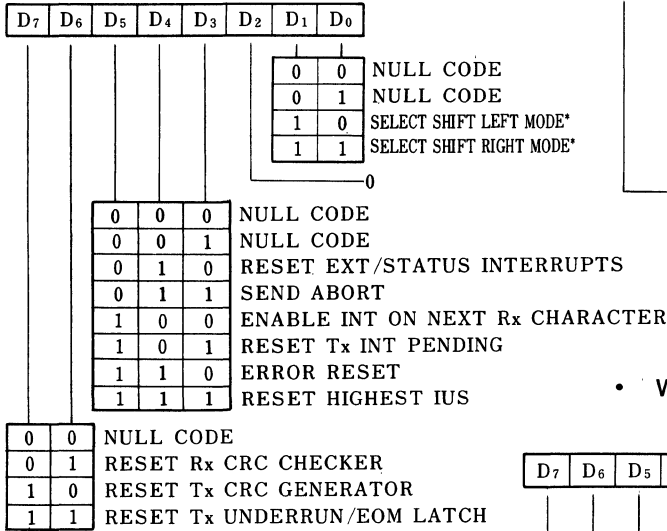 D7 D6 D5 D4 D3 D2 D1 D0
0 0 NULL CODE
0 1 NULL CODE
1 0 SELECT SHIFT LEFT MODE*
1 1 SELECT SHIFT RIGHT MODE*
0
0 0 0 NULL CODE
0 0 1 NULL CODE
0 1 0 RESET EXT/STATUS INTERRUPTS
0 1 1 SEND ABORT
1 0 0 ENABLE INT ON NEXT Rx CHARACTER
1 0 1 RESET Tx INT PENDING
1 1 0 ERROR RESET
1 1 1 RESET HIGHEST IUS
0 0 NULL CODE
0 1 RESET Rx CRC CHECKER
1 0 RESET Tx CRC GENERATOR
1 1 RESET Tx UNDERRUN/EOM LATCH
•
D7 D6 D5